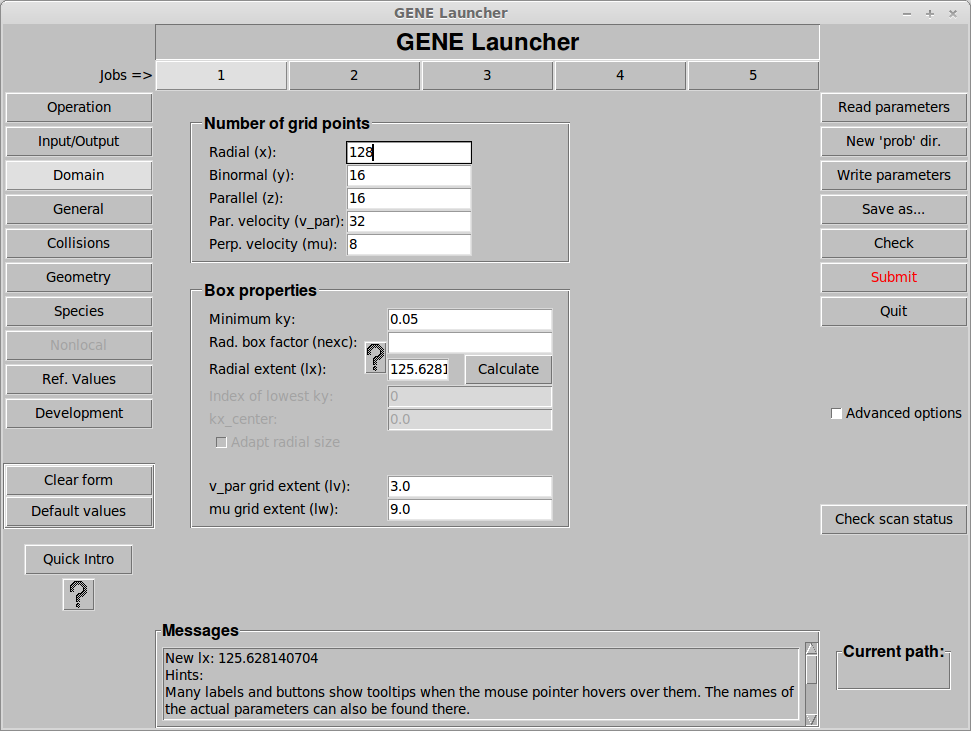 GENE Launcher
GENE Launcher
Jobs => 1 2 3 4 5
Operation
Input/Output
Domain
General
Collisions
Geometry
Species
Nonlocal
Ref. Values
Development
Clear form
Default values
Quick Intro
?
Number of grid points
Radial (x): 128
Binormal (y): 16
Parallel (z): 16
Par. velocity (v_par): 32
Perp. velocity (mu): 8
Box properties
Minimum ky: 0.05
Rad. box factor (nexc):
?
Radial extent (lx): 125.6281 Calculate
Index of lowest ky: 0
kx_center: 0.0
Adapt radial size
v_par grid extent (lv): 3.0
mu grid extent (lw): 9.0
Read parameters
New 'prob' dir.
Write parameters
Save as...
Check
Submit
Quit
Advanced options
Check scan status
Messages
New lx: 125.628140704
Hints:
Many labels and buttons show tooltips when the mouse pointer hovers over them. The names of
the actual parameters can also be found there.
Current path: